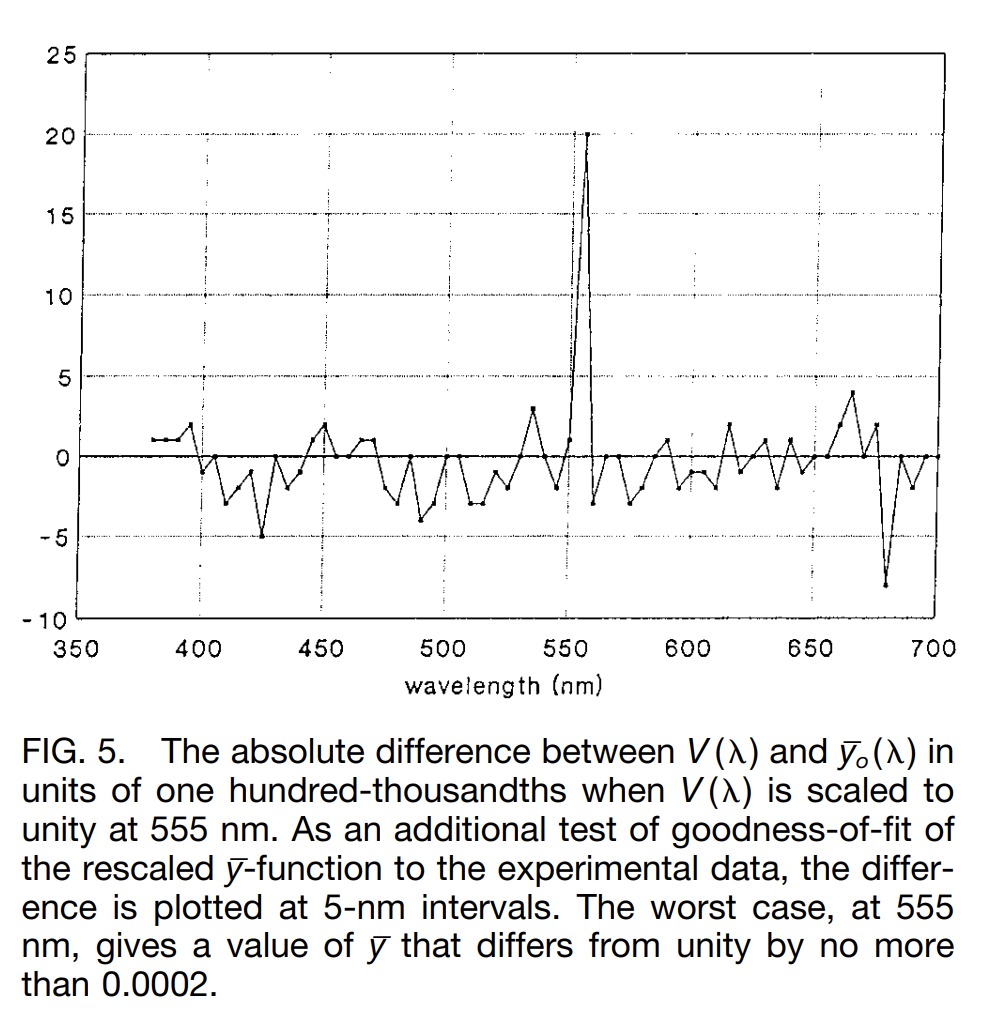 25
20
15
10
5
0
-5
-10
350 400 450 500 550 600 650 700
wavelength (nm)
FIG. 5. The absolute difference between V(λ) and y̅ₒ(λ) in
units of one hundred-thousandths when V(λ) is scaled to
unity at 555 nm. As an additional test of goodness-of-fit of
the rescaled y̅-function to the experimental data, the differ-
ence is plotted at 5-nm intervals. The worst case, at 555
nm, gives a value of y̅ that differs from unity by no more
than 0.0002.